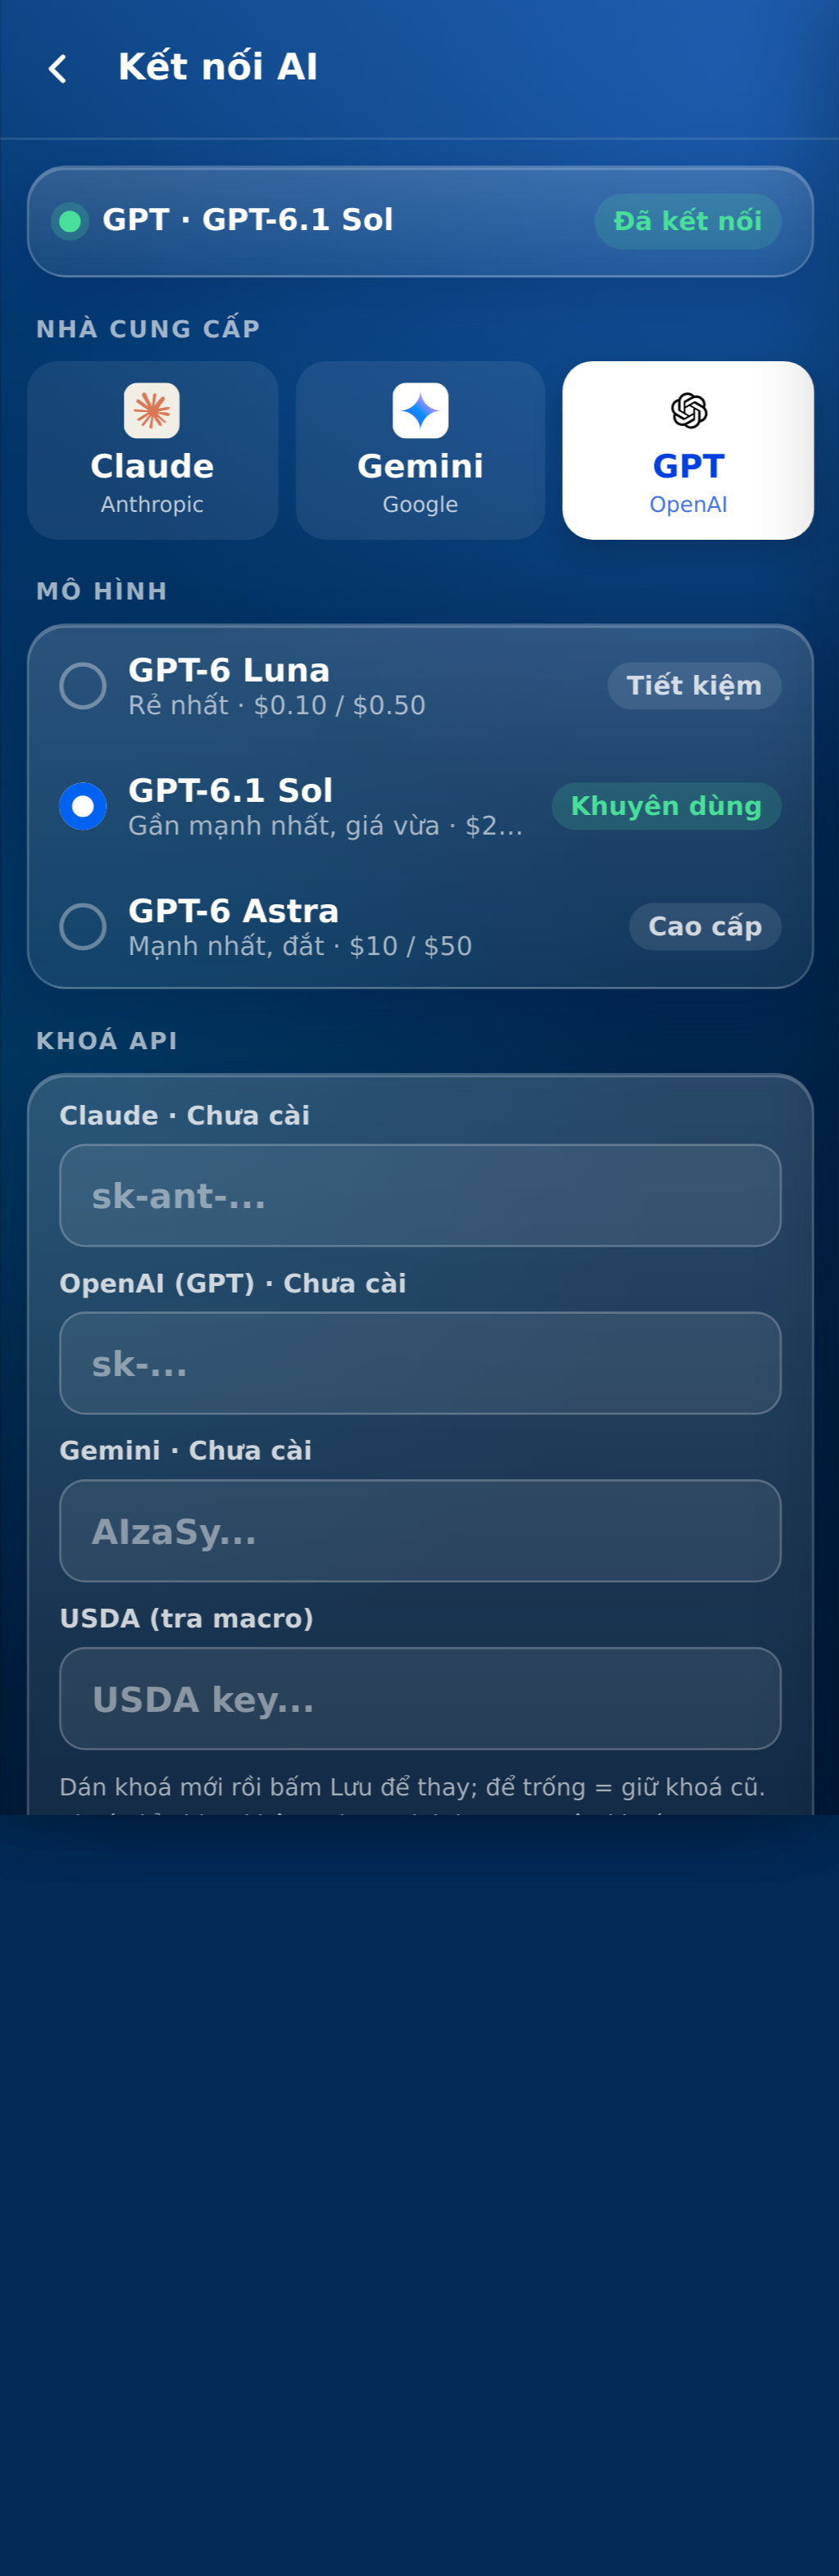 Kết nối AI
GPT · GPT-6.1 Sol
Đã kết nối
NHÀ CUNG CẤP
Claude
Anthropic
Gemini
Google
GPT
OpenAI
MÔ HÌNH
GPT-6 Luna
Rẻ nhất · $0.10 / $0.50
Tiết kiệm
GPT-6.1 Sol
Gần mạnh nhất, giá vừa · $2...
Khuyên dùng
GPT-6 Astra
Mạnh nhất, đắt · $10 / $50
Cao cấp
KHOÁ API
Claude · Chưa cài
sk-ant-...
OpenAI (GPT) · Chưa cài
sk-...
Gemini · Chưa cài
AIzaSy...
USDA (tra macro)
USDA key...
Dán khoá mới rồi bấm Lưu để thay; để trống = giữ khoá cũ.